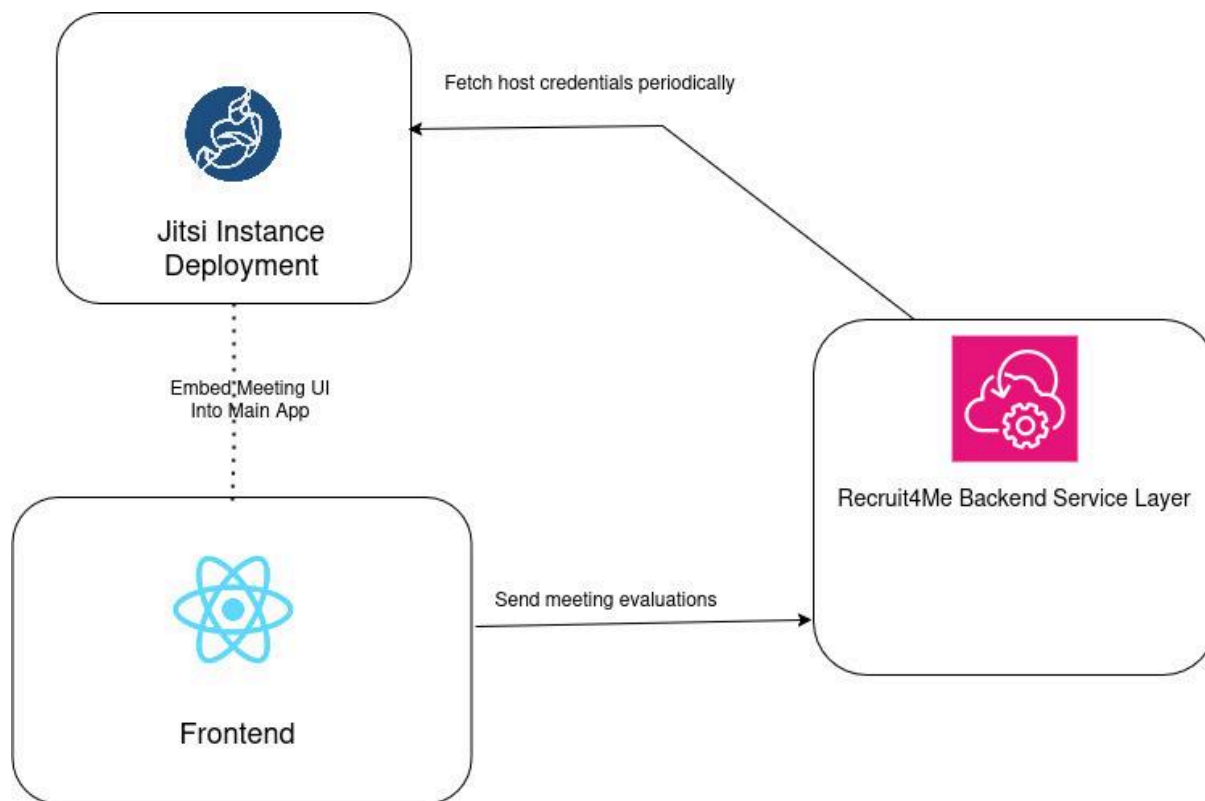 Fetch host credentials periodically
Jitsi Instance
Deployment
Embed Meeting UI
Into Main App
Recruit4Me Backend Service Layer
Send meeting evaluations
Frontend